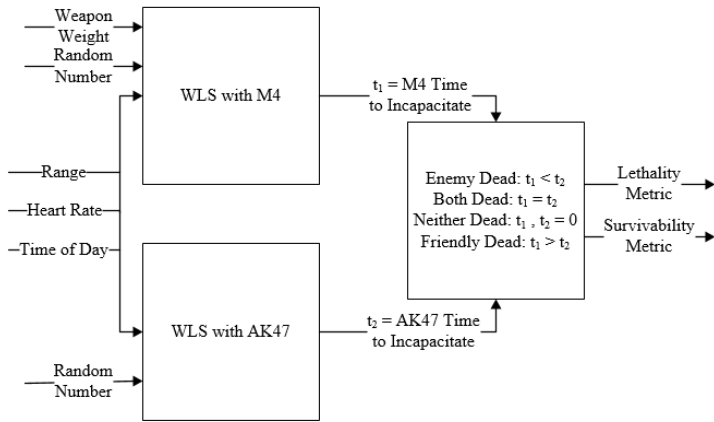 Weapon
Weight
Random
Number
Range
Heart Rate
Time of Day
Random
Number
WLS with M4
WLS with AK47
t₁ = M4 Time
to Incapacitate
t₂ = AK47 Time
to Incapacitate
Enemy Dead: t₁ < t₂
Both Dead: t₁ = t₂
Neither Dead: t₁ , t₂ = 0
Friendly Dead: t₁ > t₂
Lethality
Metric
Survivability
Metric